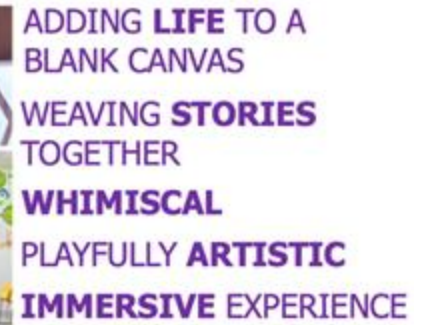 ADDING LIFE TO A
BLANK CANVAS
WEAVING STORIES
TOGETHER
WHIMISCAL
PLAYFULLY ARTISTIC
IMMERSIVE EXPERIENCE